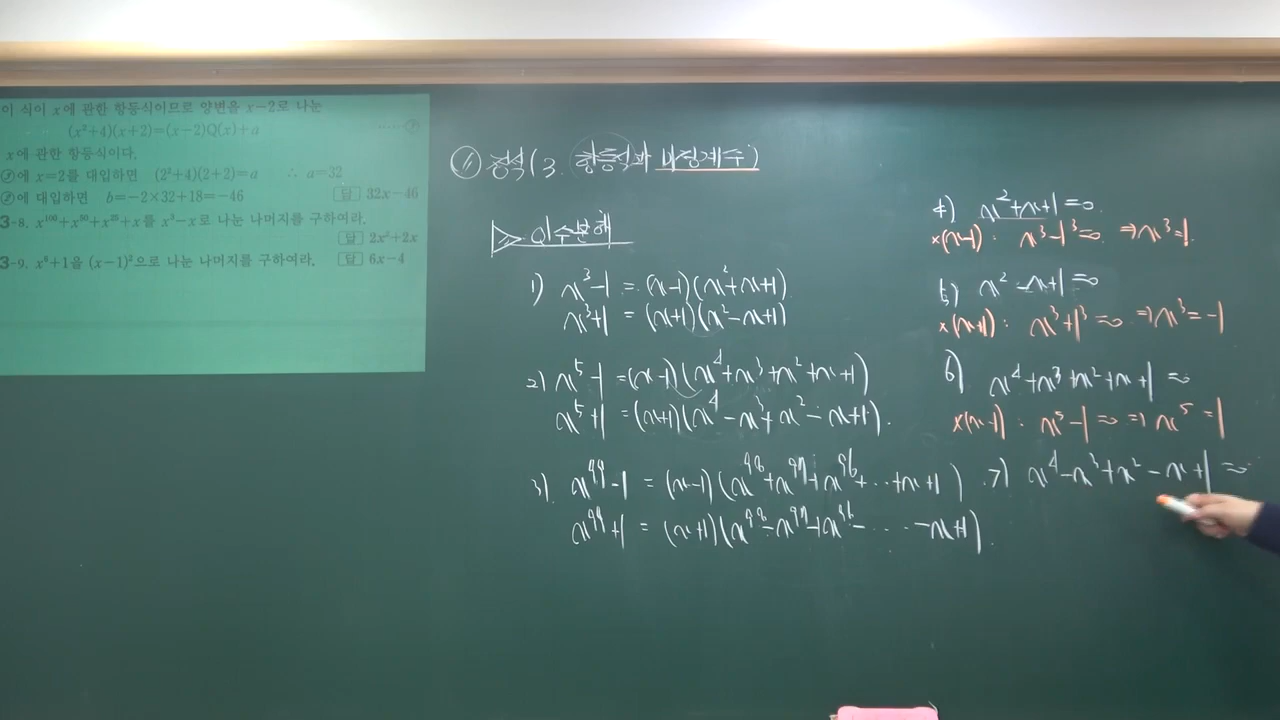 이 식이 x에 관한 항등식이므로 양변을 x-2로 나눈
(x²+4)(x+2)=(x-2)Q(x)+a ……②
x에 관한 항등식이다.
②에 x=2를 대입하면 (2²+4)(2+2)=a ∴ a=32
②에 대입하면 b=-2×32+18=-46 답 32x-46
3-8. x¹⁰⁰+x⁵⁰+x²⁵+x를 x³-x로 나눈 나머지를 구하여라.
답 2x²+2x
3-9. x⁶+1을 (x-1)²으로 나눈 나머지를 구하여라. 답 6x-4
정석(3. 항등식과 미정계수)
인수분해
1) x³-1 = (x-1)(x²+x+1)
x³+1 = (x+1)(x²-x+1)
2) x⁵-1 =(x-1)(x⁴+x³+x²+x+1)
x⁵+1 =(x+1)(x⁴-x³+x²-x+1).
3) x⁹⁹-1 = (x-1)(x⁹⁸+x⁹⁷+x⁹⁶+...+x+1)
x⁹⁹+1 = (x+1)(x⁹⁸-x⁹⁷+x⁹⁶-....-x+1).
4) x²+x+1=0.
×(x-1) : x³-1³=0. ⇒x³=1.
5) x²-x+1=0
×(x+1) : x³+1³=0 ⇒x³=-1
6) x⁴+x³+x²+x+1=0
×(x-1) : x⁵-1=0 ⇒x⁵=1
7) x⁴-x³+x²-x+1=0